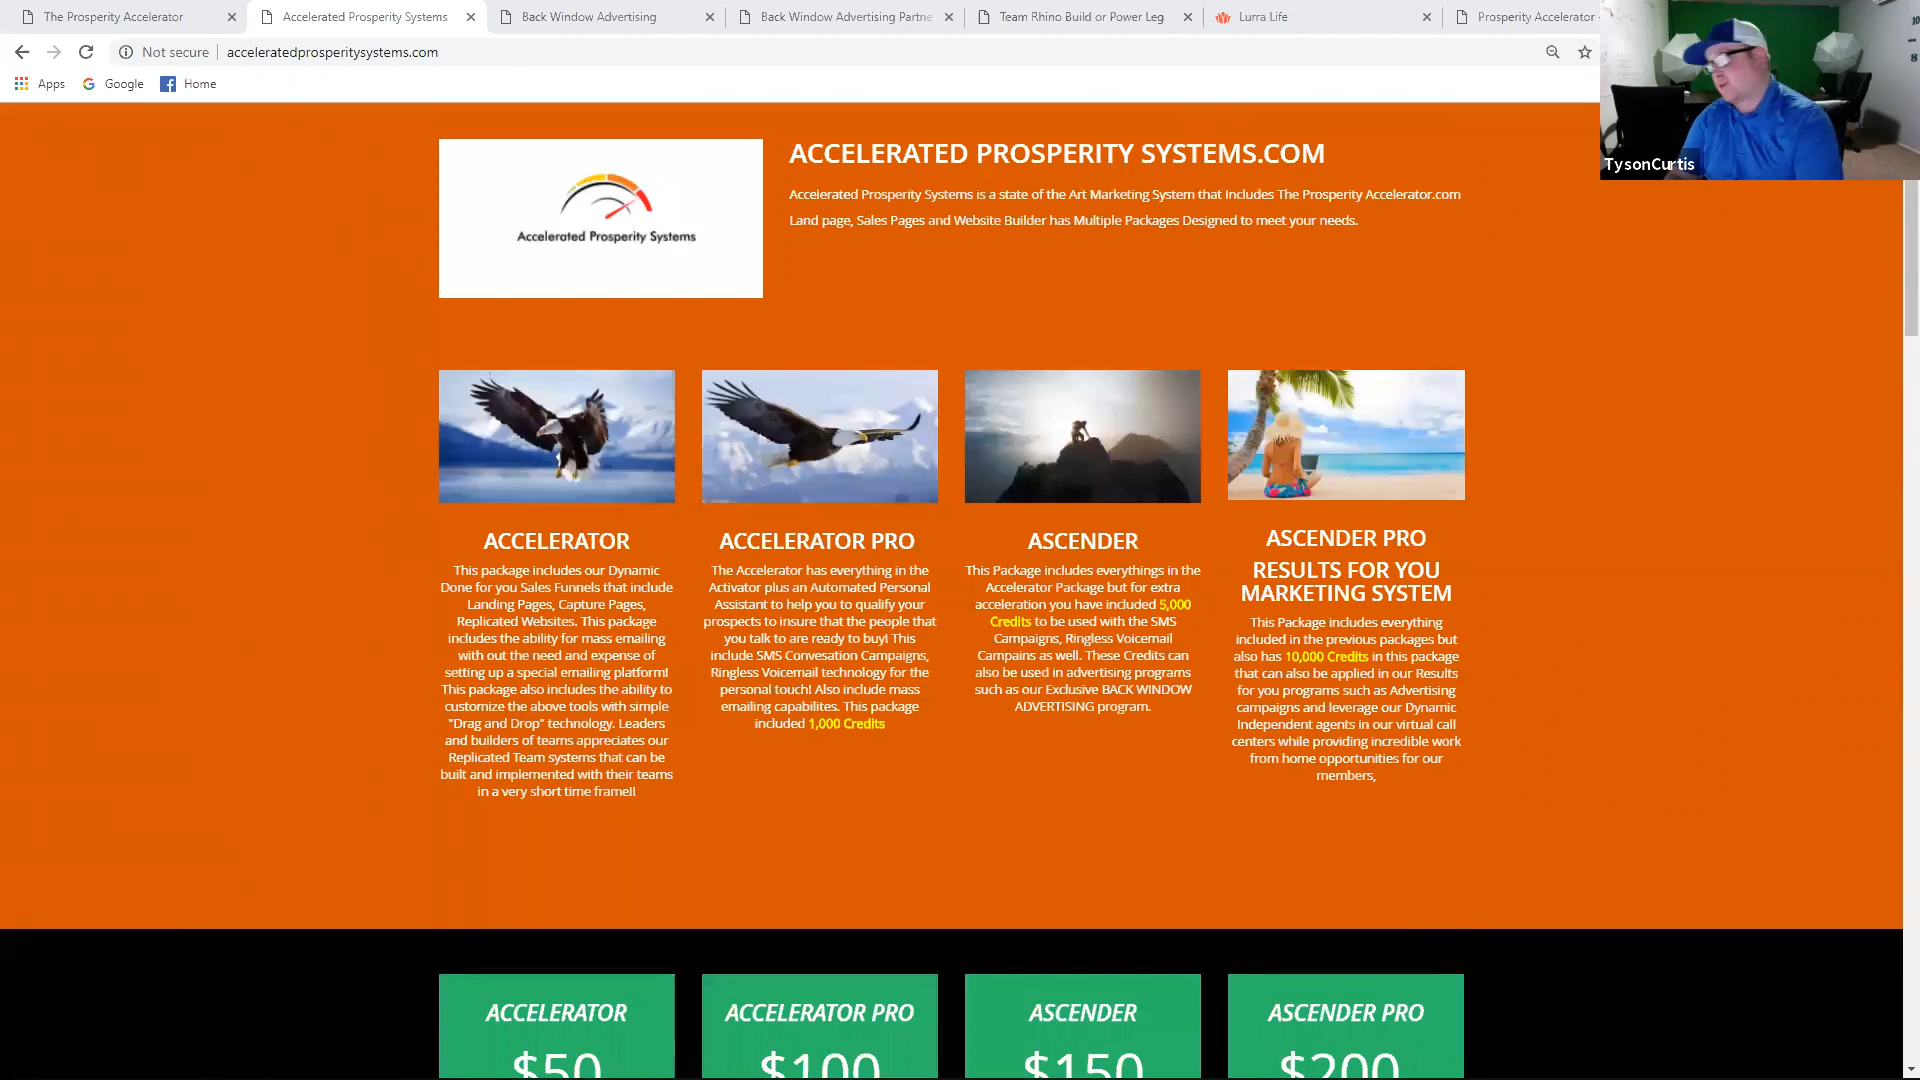 The Prosperity Accelerator
Accelerated Prosperity Systems
Back Window Advertising
Back Window Advertising Partne
Team Rhino Build or Power Leg
Lurra Life
Prosperity Accelerator
Not secure
acceleratedprosperitysystems.com
Apps
Google
Home
TysonCurtis
Accelerated Prosperity Systems
ACCELERATED PROSPERITY SYSTEMS.COM
Accelerated Prosperity Systems is a state of the Art Marketing System that Includes The Prosperity Accelerator.com
Land page, Sales Pages and Website Builder has Multiple Packages Designed to meet your needs.
ACCELERATOR
This package includes our Dynamic
Done for you Sales Funnels that include
Landing Pages, Capture Pages,
Replicated Websites. This package
includes the ability for mass emailing
with out the need and expense of
setting up a special emailing platform!
This package also includes the ability to
customize the above tools with simple
"Drag and Drop" technology. Leaders
and builders of teams appreciates our
Replicated Team systems that can be
built and implemented with their teams
in a very short time frame!!
ACCELERATOR PRO
The Accelerator has everything in the
Activator plus an Automated Personal
Assistant to help you to qualify your
prospects to insure that the people that
you talk to are ready to buy! This
include SMS Convesation Campaigns,
Ringless Voicemail technology for the
personal touch! Also include mass
emailing capabilites. This package
included 1,000 Credits
ASCENDER
This Package includes everythings in the
Accelerator Package but for extra
acceleration you have included 5,000
Credits to be used with the SMS
Campaigns, Ringless Voicemail
Campains as well. These Credits can
also be used in advertising programs
such as our Exclusive BACK WINDOW
ADVERTISING program.
ASCENDER PRO
RESULTS FOR YOU
MARKETING SYSTEM
This Package includes everything
included in the previous packages but
also has 10,000 Credits in this package
that can also be applied in our Results
for you programs such as Advertising
campaigns and leverage our Dynamic
Independent agents in our virtual call
centers while providing incredible work
from home opportunities for our
members,
ACCELERATOR
$50
ACCELERATOR PRO
$100
ASCENDER
$150
ASCENDER PRO
$200